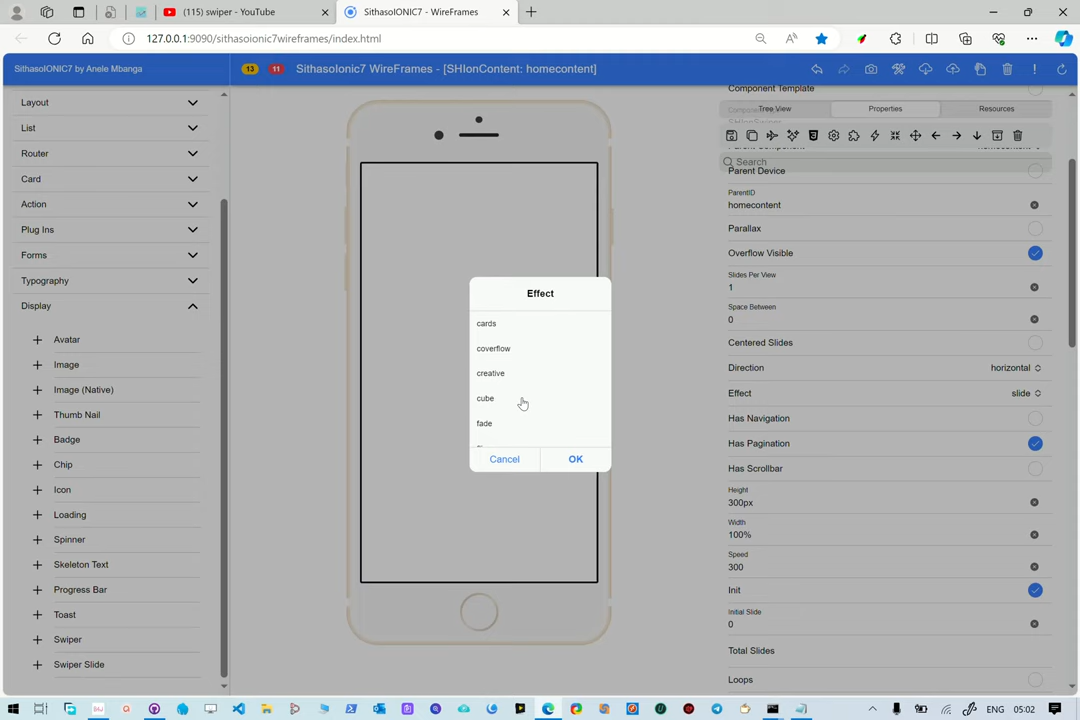 (115) swiper - YouTube
SithasoIONIC7 - WireFrames
127.0.0.1:9090/sithasoionic7wireframes/index.html
SithasoIONIC7 by Anele Mbanga
13
11
SithasoIonic7 WireFrames - [SHIonContent: homecontent]
Layout
List
Router
Card
Action
Plug Ins
Forms
Typography
Display
Avatar
Image
Image (Native)
Thumb Nail
Badge
Chip
Icon
Loading
Spinner
Skeleton Text
Progress Bar
Toast
Swiper
Swiper Slide
Effect
cards
coverflow
creative
cube
fade
Cancel
OK
Component Template
Tree View
Properties
Resources
SHIonSwiper
Search
Parent Component
homecontent
Parent Device
ParentID
homecontent
Parallax
Overflow Visible
Slides Per View
1
Space Between
0
Centered Slides
Direction
horizontal
Effect
slide
Has Navigation
Has Pagination
Has Scrollbar
Height
300px
Width
100%
Speed
300
Init
Initial Slide
0
Total Slides
Loops
ENG
05:02